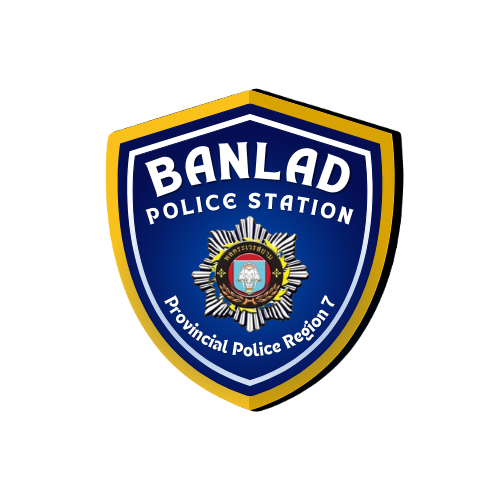 BANLAD
POLICE STATION
Provincial Police Region 7